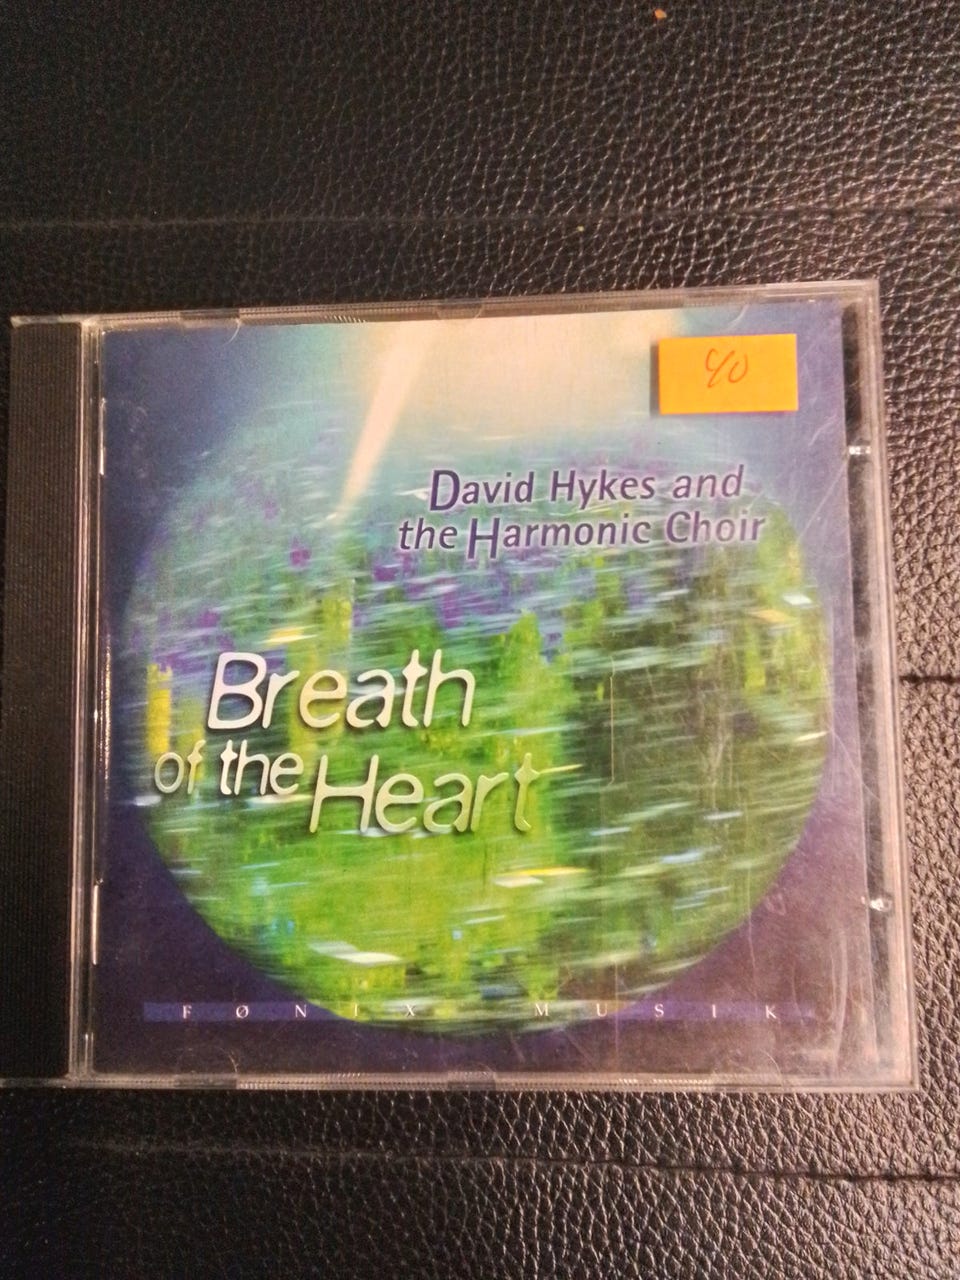 40
David Hykes and
the Harmonic Choir
Breath
of the Heart
FØNIX MUSIK